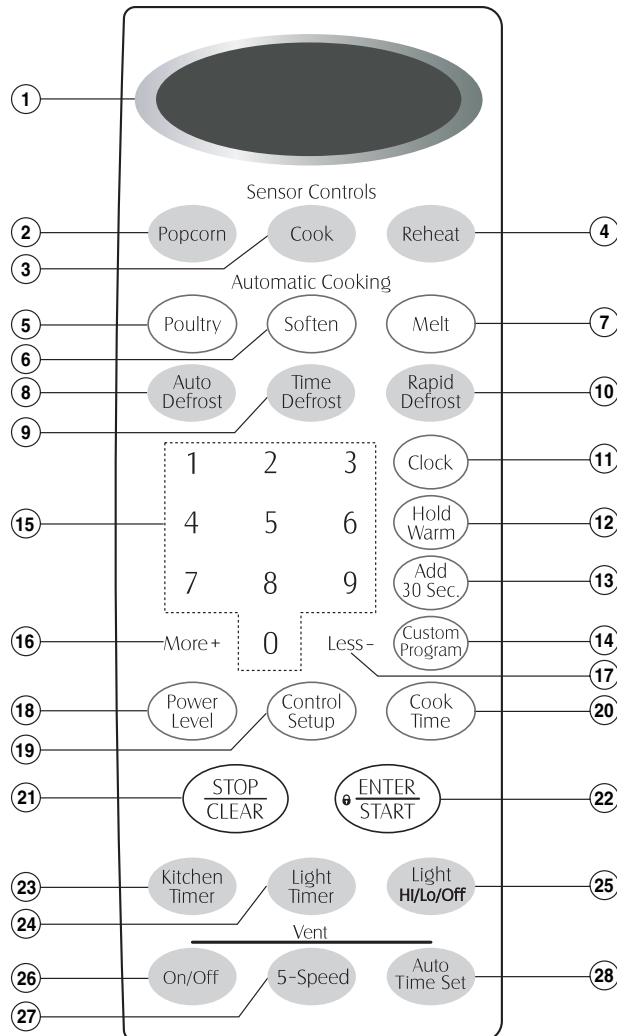 1
Sensor Controls
2 Popcorn Cook Reheat 4
3
Automatic Cooking
5 Poultry Soften Melt 7
6
8 Auto Defrost Time Defrost Rapid Defrost 10
9
1 2 3 Clock 11
15 4 5 6 Hold Warm 12
7 8 9 Add 30 Sec. 13
16 More+ 0 Less- Custom Program 14
17
18 Power Level Control Setup Cook Time 20
19
21 STOP CLEAR ENTER START 22
23 Kitchen Timer Light Timer Light HI/Lo/Off 25
24
Vent
26 On/Off 5-Speed Auto Time Set 28
27